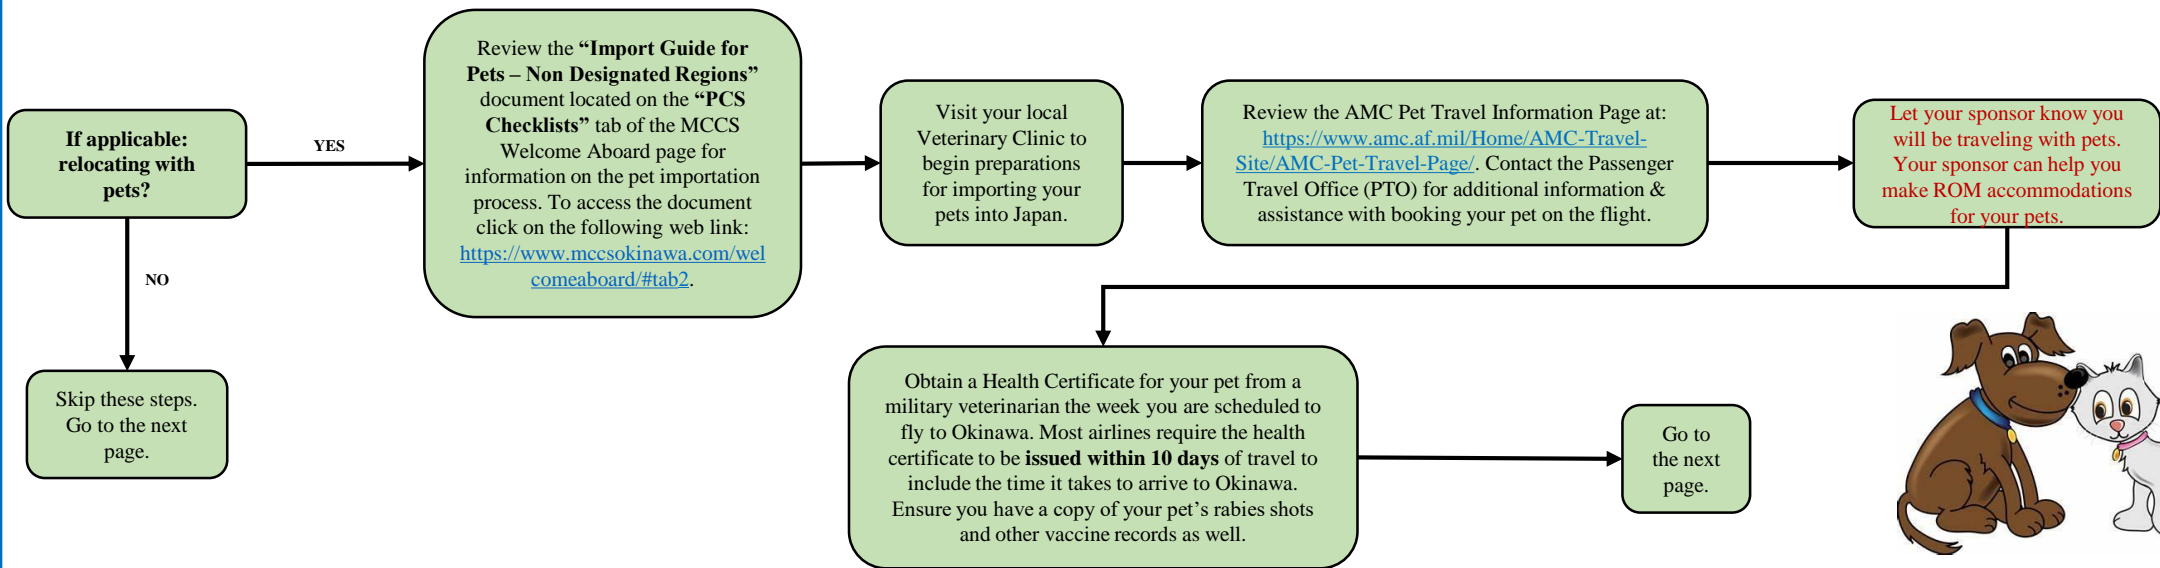 If applicable:
relocating with
pets?
YES
NO
Skip these steps.
Go to the next
page.
Review the “Import Guide for
Pets – Non Designated Regions”
document located on the “PCS
Checklists” tab of the MCCS
Welcome Aboard page for
information on the pet importation
process. To access the document
click on the following web link:
https://www.mccsokinawa.com/wel
comeaboard/#tab2.
Visit your local
Veterinary Clinic to
begin preparations
for importing your
pets into Japan.
Review the AMC Pet Travel Information Page at:
https://www.amc.af.mil/Home/AMC-Travel-
Site/AMC-Pet-Travel-Page/. Contact the Passenger
Travel Office (PTO) for additional information &
assistance with booking your pet on the flight.
Let your sponsor know you
will be traveling with pets.
Your sponsor can help you
make ROM accommodations
for your pets.
Obtain a Health Certificate for your pet from a
military veterinarian the week you are scheduled to
fly to Okinawa. Most airlines require the health
certificate to be issued within 10 days of travel to
include the time it takes to arrive to Okinawa.
Ensure you have a copy of your pet’s rabies shots
and other vaccine records as well.
Go to
the next
page.